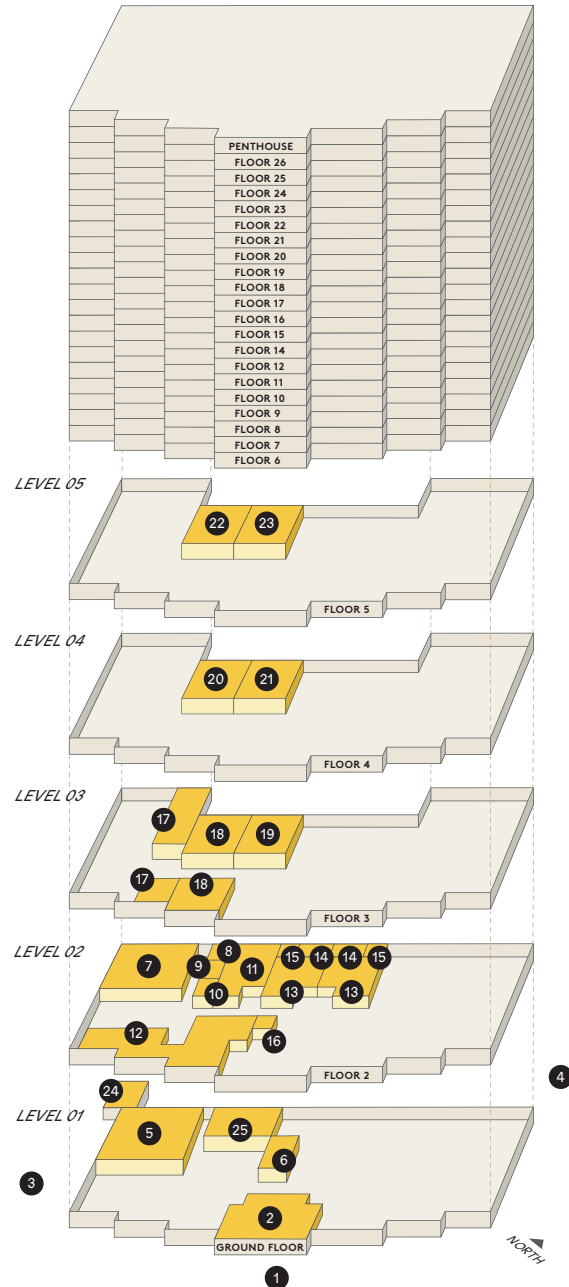 PENTHOUSE
FLOOR 26
FLOOR 25
FLOOR 24
FLOOR 23
FLOOR 22
FLOOR 21
FLOOR 20
FLOOR 19
FLOOR 18
FLOOR 17
FLOOR 16
FLOOR 15
FLOOR 14
FLOOR 12
FLOOR 11
FLOOR 10
FLOOR 9
FLOOR 8
FLOOR 7
FLOOR 6
LEVEL 05
22 23
FLOOR 5
LEVEL 04
20 21
FLOOR 4
LEVEL 03
17 18 19
17 18
FLOOR 3
LEVEL 02
8
7 9 11 15 14 14 15
10 13 13
12 16
FLOOR 2
4
24
LEVEL 01
5 25
6
3
2
GROUND FLOOR
NORTH
1